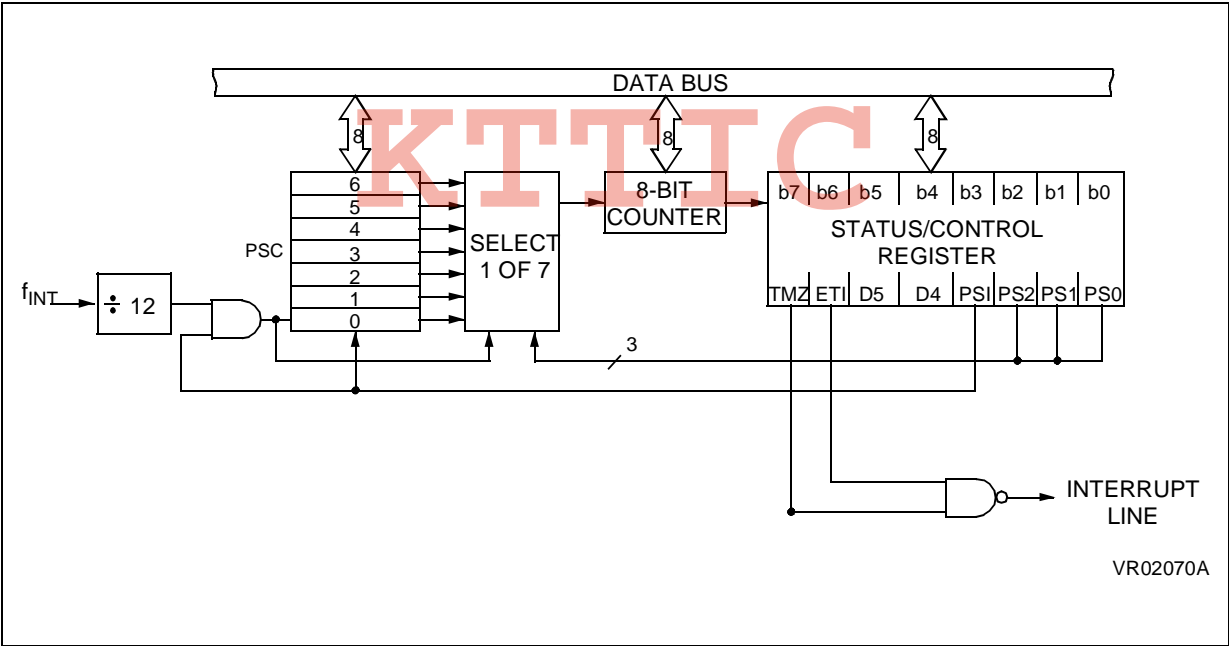 DATA BUS
KTTIC
8
8
8
6
5
4
3
2
1
0
PSC
SELECT
1 OF 7
8-BIT
COUNTER
b7 b6 b5 b4 b3 b2 b1 b0
STATUS/CONTROL
REGISTER
TMZ ETI D5 D4 PSI PS2 PS1 PS0
fINT
÷ 12
3
INTERRUPT
LINE
VR02070A